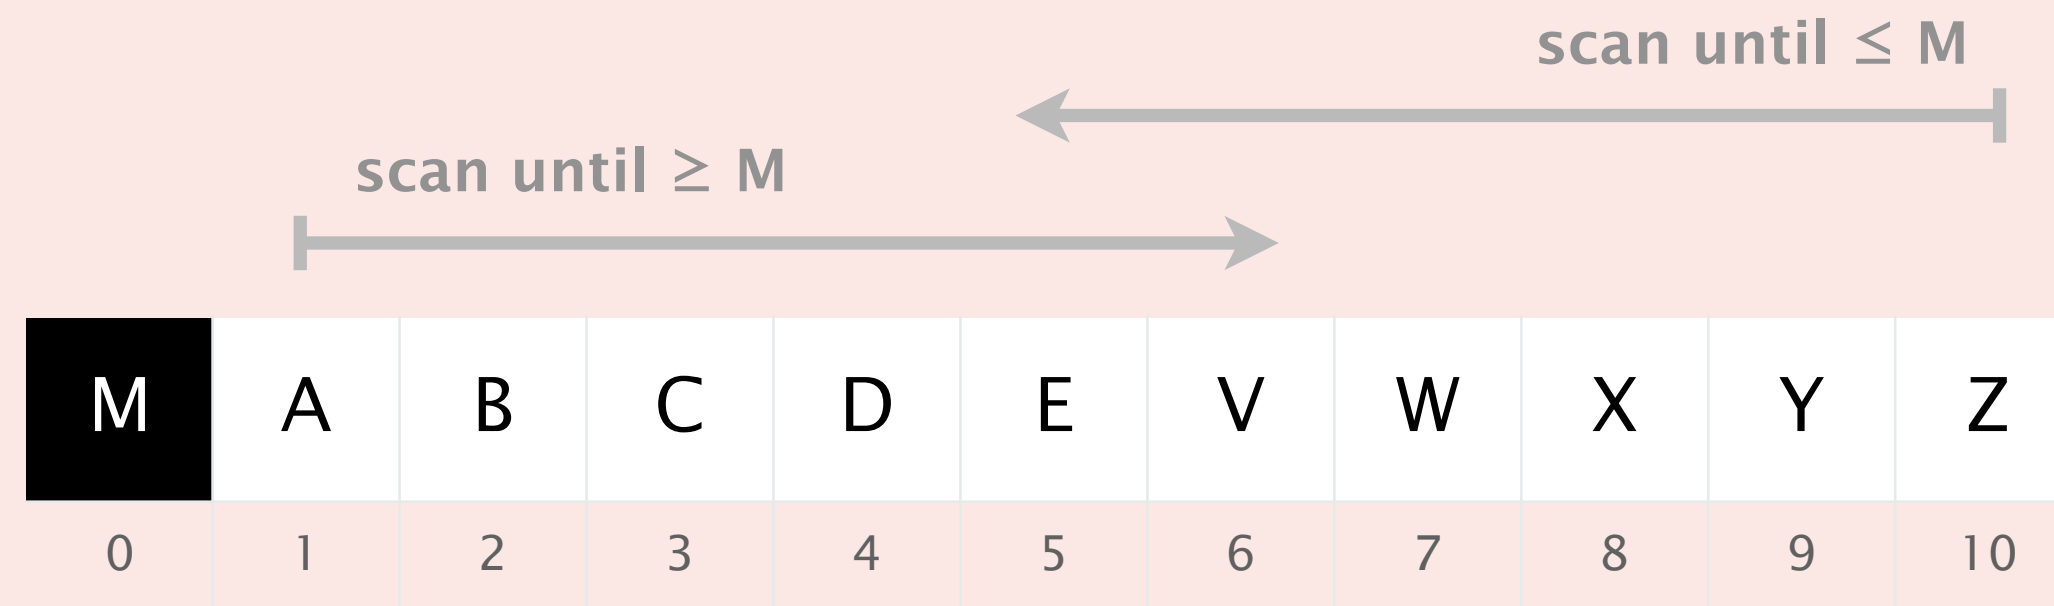 scan until ≤ M
scan until ≥ M
M A B C D E V W X Y Z
0 1 2 3 4 5 6 7 8 9 10